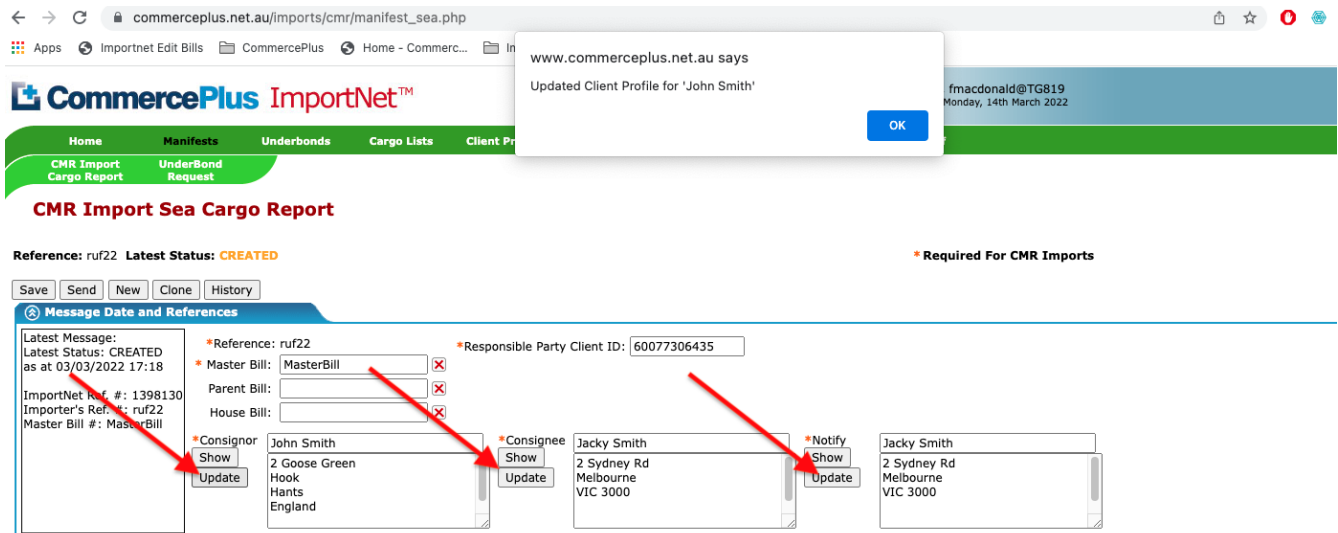 commerceplus.net.au/imports/cmr/manifest_sea.php
Apps Importnet Edit Bills CommercePlus Home - Commerc...
www.commerceplus.net.au says
Updated Client Profile for 'John Smith'
OK
CommercePlus ImportNet™
fmacdonald@TG819
Monday, 14th March 2022
Home Manifests Underbonds Cargo Lists Client Pr
CMR Import Cargo Report
UnderBond Request
CMR Import Sea Cargo Report
Reference: ruf22 Latest Status: CREATED
* Required For CMR Imports
Save Send New Clone History
Message Date and References
Latest Message:
Latest Status: CREATED
as at 03/03/2022 17:18
ImportNet Ref. #: 1398130
Importer's Ref. #: ruf22
Master Bill #: MasterBill
*Reference: ruf22
*Responsible Party Client ID: 60077306435
* Master Bill: MasterBill
Parent Bill:
House Bill:
*Consignor John Smith
Show
Update
2 Goose Green
Hook
Hants
England
*Consignee Jacky Smith
Show
Update
2 Sydney Rd
Melbourne
VIC 3000
*Notify Jacky Smith
Show
Update
2 Sydney Rd
Melbourne
VIC 3000